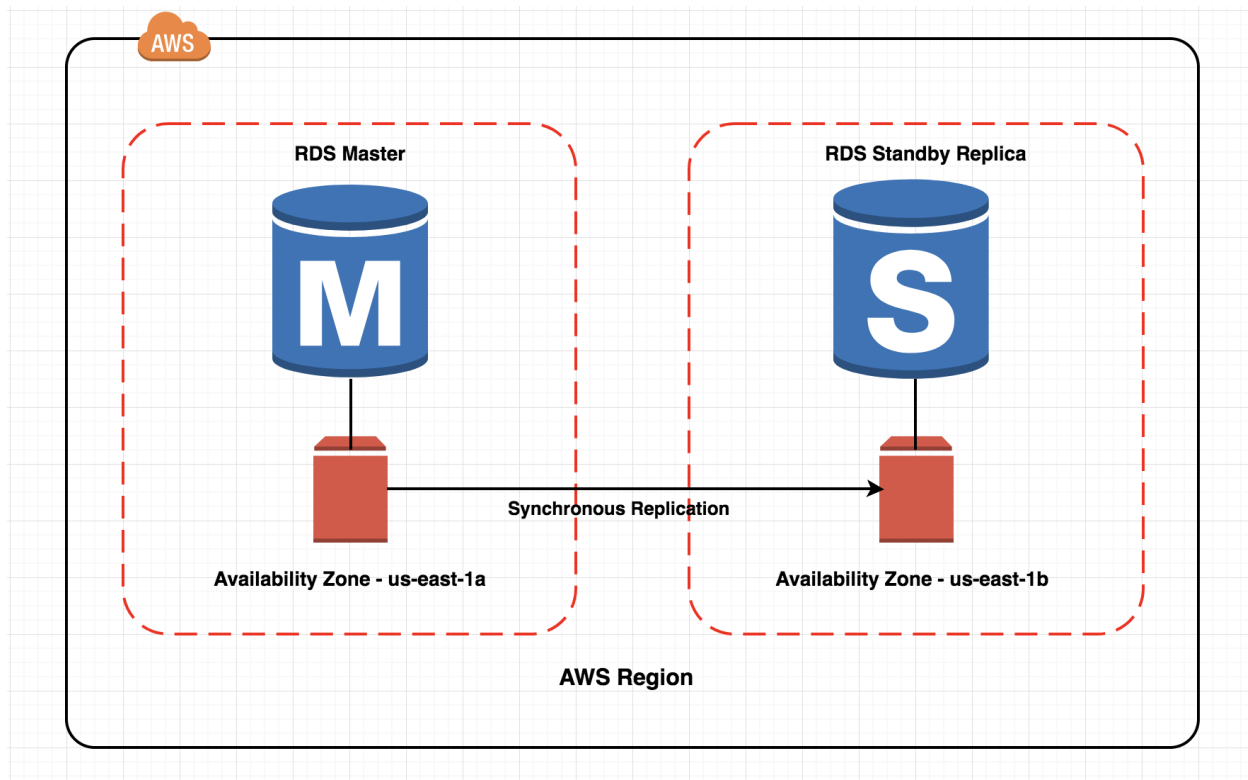 AWS
RDS Master
RDS Standby Replica
M
S
Synchronous Replication
Availability Zone - us-east-1a
Availability Zone - us-east-1b
AWS Region